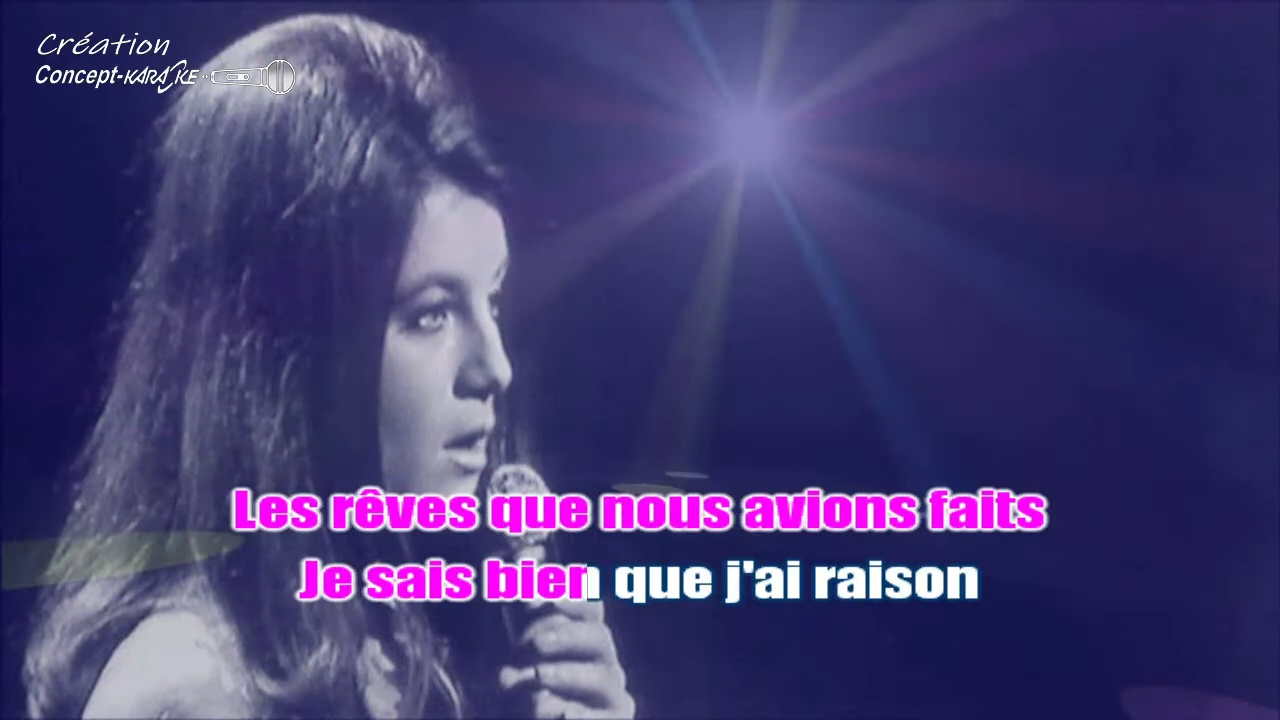 Création
Concept-KARAOKE
Les rêves que nous avions faits
Je sais bien que j'ai raison